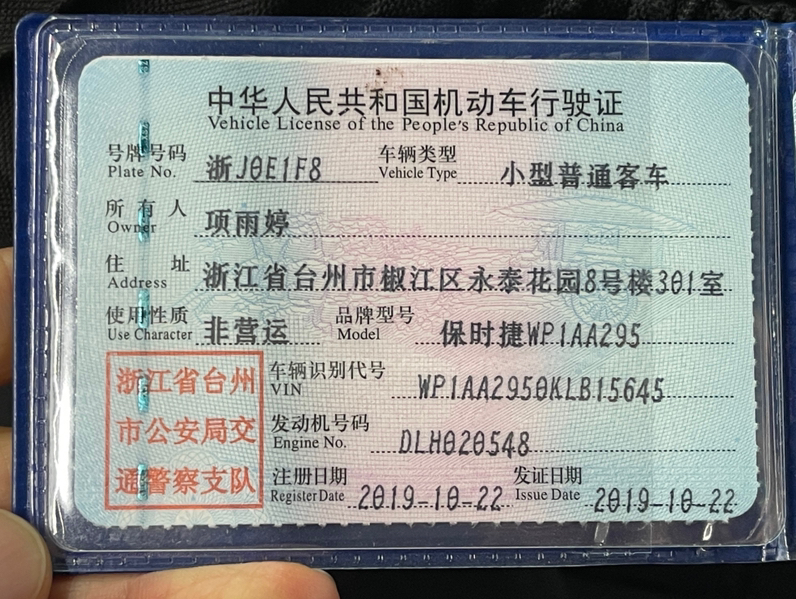 中华人民共和国机动车行驶证
Vehicle License of the People's Republic of China
号牌号码 浙J0E1F8 车辆类型 小型普通客车
Plate No. Vehicle Type
所有人 项雨婷
Owner
住址 浙江省台州市椒江区永泰花园8号楼301室
Address
使用性质 非营运 品牌型号 保时捷WP1AA295
Use Character Model
浙江省台州
市公安局交
通警察支队
车辆识别代号 WP1AA2950KLB15645
VIN
发动机号码 DLH020548
Engine No.
注册日期 2019-10-22 发证日期 2019-10-22
Register Date Issue Date